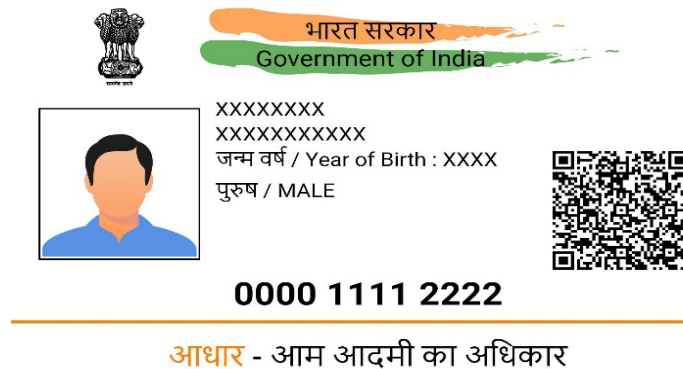 भारत सरकार
Government of India
XXXXXXXX
XXXXXXXXXXX
जन्म वर्ष / Year of Birth : XXXX
पुरुष / MALE
0000 1111 2222
आधार - आम आदमी का अधिकार